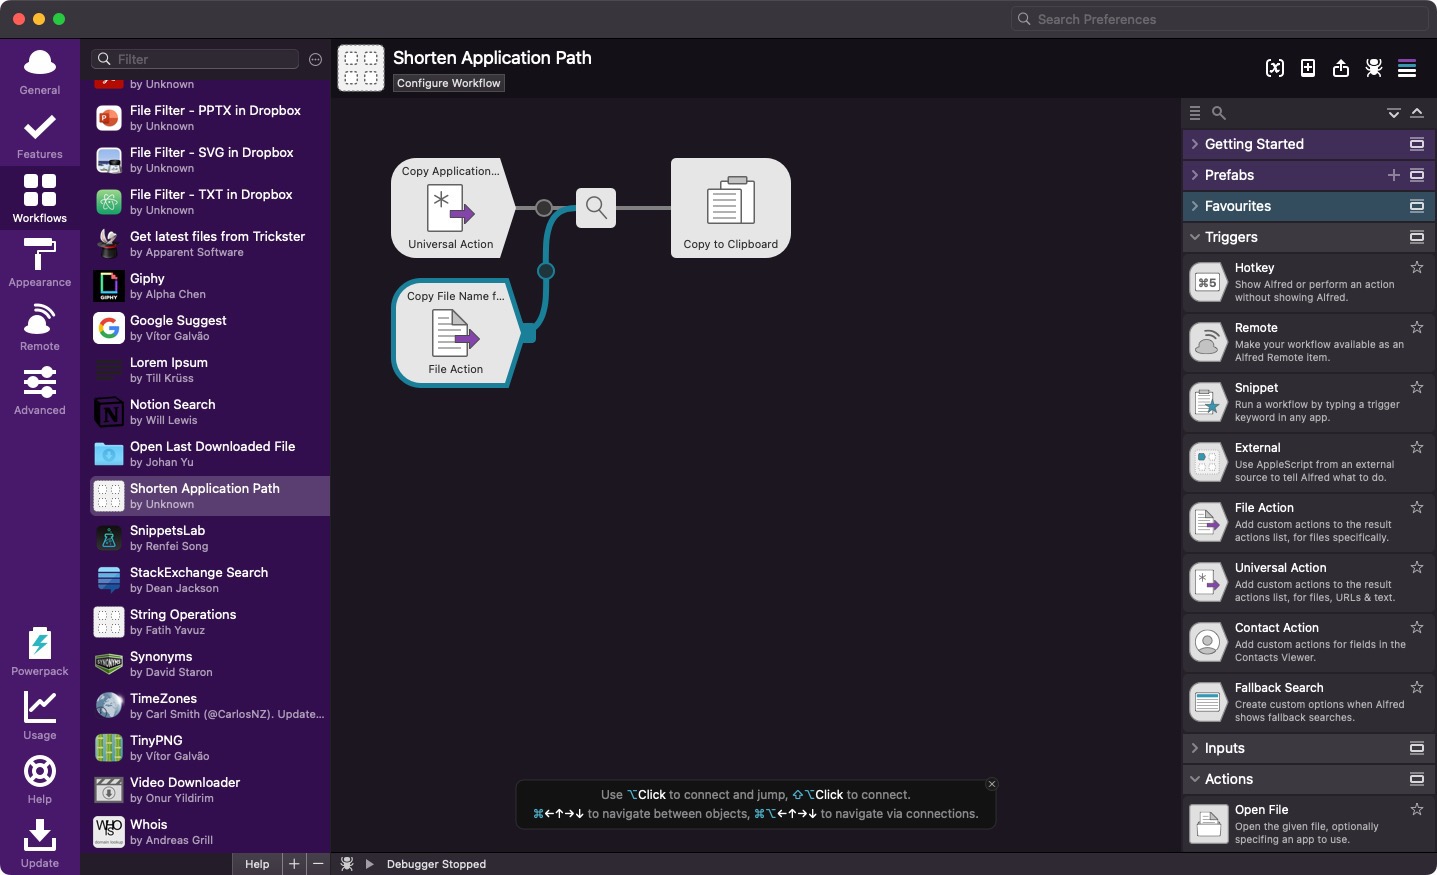 Search Preferences
General
Features
Workflows
Appearance
Remote
Advanced
Powerpack
Usage
Help
Update
Filter
by Unknown
File Filter - PPTX in Dropbox
by Unknown
File Filter - SVG in Dropbox
by Unknown
File Filter - TXT in Dropbox
by Unknown
Get latest files from Trickster
by Apparent Software
GIPHY
Giphy
by Alpha Chen
Google Suggest
by Vítor Galvão
Lorem Ipsum
by Till Krüss
Notion Search
by Will Lewis
Open Last Downloaded File
by Johan Yu
Shorten Application Path
by Unknown
SnippetsLab
by Renfei Song
StackExchange Search
by Dean Jackson
String Operations
by Fatih Yavuz
SYNONYMS
Synonyms
by David Staron
TimeZones
by Carl Smith (@CarlosNZ). Update...
TinyPNG
by Vítor Galvão
Video Downloader
by Onur Yildirim
WHOIS
domain lookup
Whois
by Andreas Grill
Help + −
Shorten Application Path
Configure Workflow
Copy Application...
Universal Action
Copy to Clipboard
Copy File Name f...
File Action
Use ⌥Click to connect and jump, ⇧⌥Click to connect.
⌘←↑→↓ to navigate between objects, ⌘⌥←↑→↓ to navigate via connections.
Debugger Stopped
Getting Started
Prefabs
Favourites
Triggers
⌘5
Hotkey
Show Alfred or perform an action
without showing Alfred.
Remote
Make your workflow available as an
Alfred Remote item.
Snippet
Run a workflow by typing a trigger
keyword in any app.
External
Use AppleScript from an external
source to tell Alfred what to do.
File Action
Add custom actions to the result
actions list, for files specifically.
Universal Action
Add custom actions to the result
actions list, for files, URLs & text.
Contact Action
Add custom actions for fields in the
Contacts Viewer.
Fallback Search
Create custom options when Alfred
shows fallback searches.
Inputs
Actions
Open File
Open the given file, optionally
specifing an app to use.